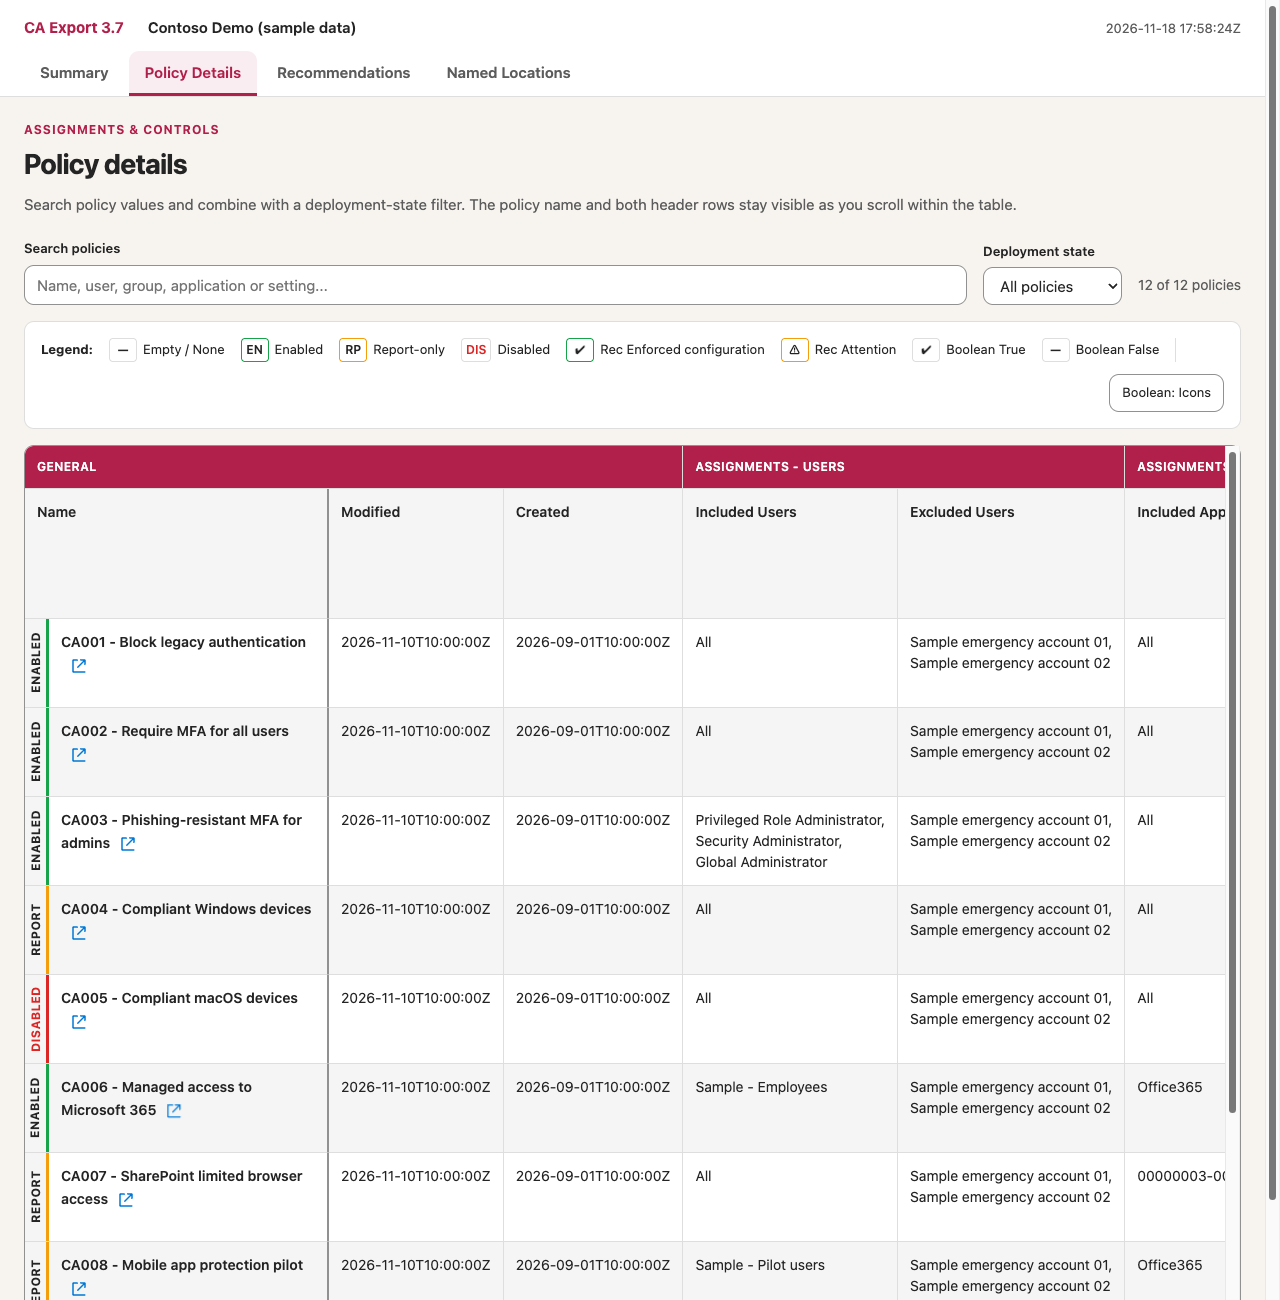 CA Export 3.7 Contoso Demo (sample data) 2026-11-18 17:58:24Z
Summary Policy Details Recommendations Named Locations
ASSIGNMENTS & CONTROLS
Policy details
Search policy values and combine with a deployment-state filter. The policy name and both header rows stay visible as you scroll within the table.
Search policies Deployment state
Name, user, group, application or setting... All policies 12 of 12 policies
Legend: — Empty / None EN Enabled RP Report-only DIS Disabled ✔ Rec Enforced configuration ⚠ Rec Attention ✔ Boolean True — Boolean False
Boolean: Icons
GENERAL ASSIGNMENTS - USERS ASSIGNMENTS
Name Modified Created Included Users Excluded Users Included App
ENABLED CA001 - Block legacy authentication 2026-11-10T10:00:00Z 2026-09-01T10:00:00Z All Sample emergency account 01, All
Sample emergency account 02
ENABLED CA002 - Require MFA for all users 2026-11-10T10:00:00Z 2026-09-01T10:00:00Z All Sample emergency account 01, All
Sample emergency account 02
ENABLED CA003 - Phishing-resistant MFA for 2026-11-10T10:00:00Z 2026-09-01T10:00:00Z Privileged Role Administrator, Sample emergency account 01, All
admins Security Administrator, Sample emergency account 02
Global Administrator
REPORT CA004 - Compliant Windows devices 2026-11-10T10:00:00Z 2026-09-01T10:00:00Z All Sample emergency account 01, All
Sample emergency account 02
DISABLED CA005 - Compliant macOS devices 2026-11-10T10:00:00Z 2026-09-01T10:00:00Z All Sample emergency account 01, All
Sample emergency account 02
ENABLED CA006 - Managed access to 2026-11-10T10:00:00Z 2026-09-01T10:00:00Z Sample - Employees Sample emergency account 01, Office365
Microsoft 365 Sample emergency account 02
REPORT CA007 - SharePoint limited browser 2026-11-10T10:00:00Z 2026-09-01T10:00:00Z All Sample emergency account 01, 00000003-00
access Sample emergency account 02
PORT CA008 - Mobile app protection pilot 2026-11-10T10:00:00Z 2026-09-01T10:00:00Z Sample - Pilot users Sample emergency account 01, Office365
Sample emergency account 02